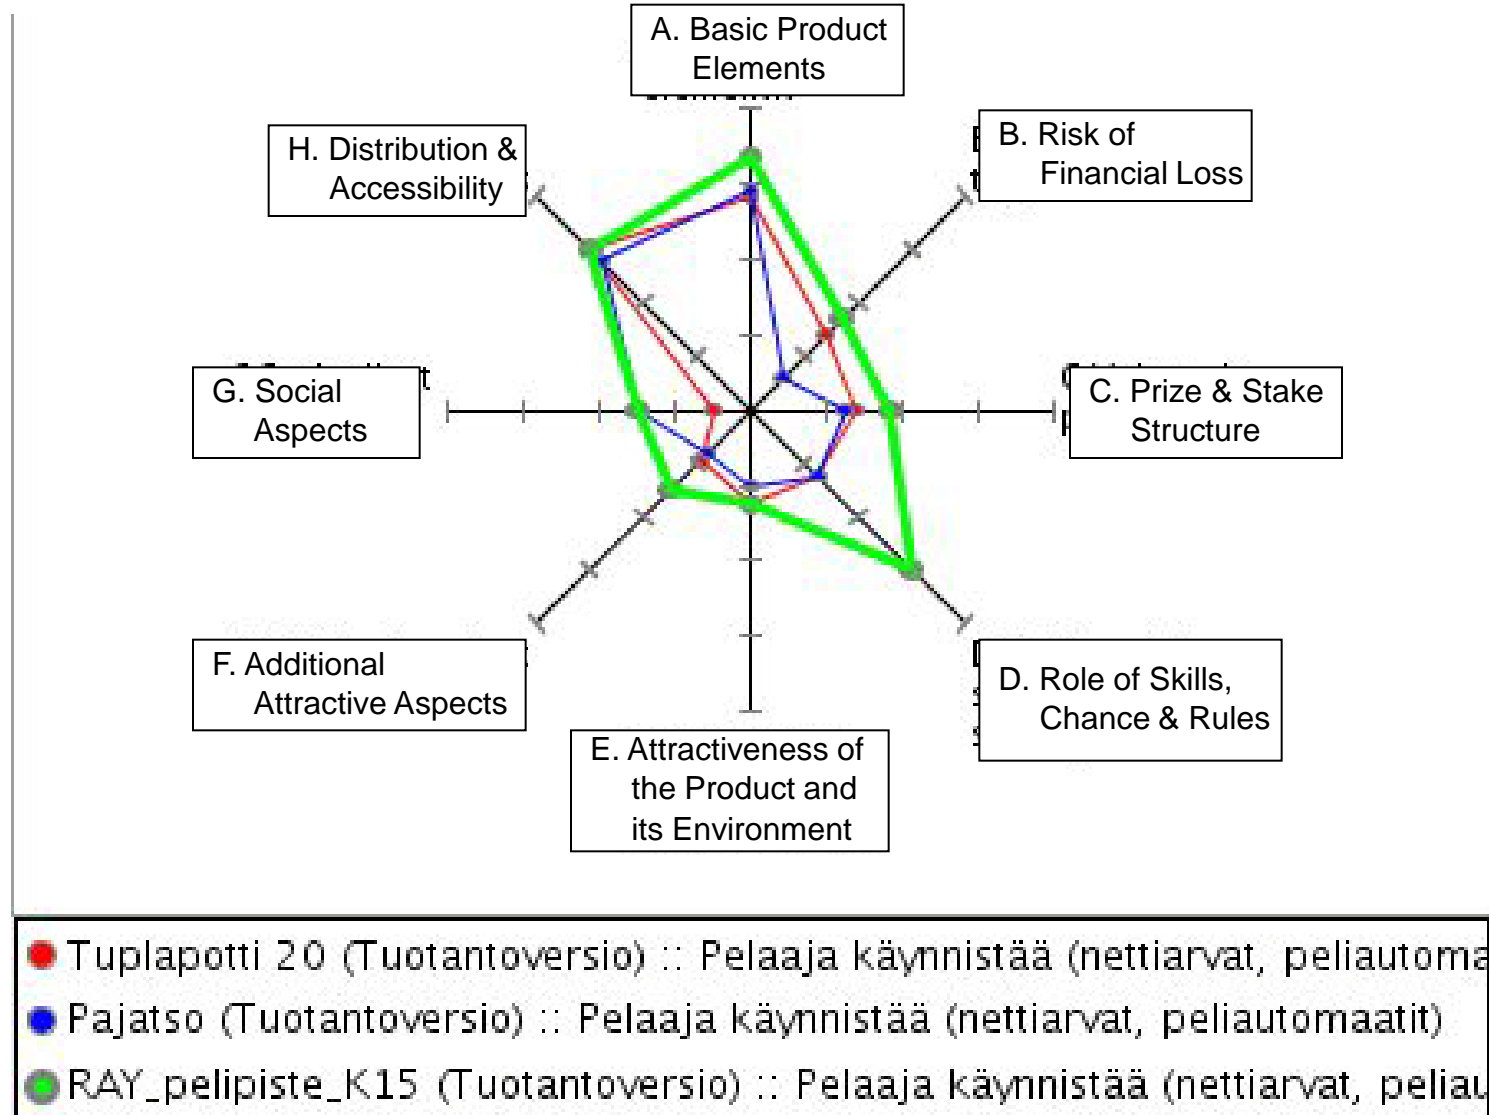 A. Basic Product
Elements
H. Distribution &
Accessibility
B. Risk of
Financial Loss
G. Social
Aspects
C. Prize & Stake
Structure
F. Additional
Attractive Aspects
D. Role of Skills,
Chance & Rules
E. Attractiveness of
the Product and
its Environment
Tuplapotti 20 (Tuotantoversio) :: Pelaaja käynnistää (nettiarvat, peliautoma
Pajatso (Tuotantoversio) :: Pelaaja käynnistää (nettiarvat, peliautomaatit)
RAY_pelipiste_K15 (Tuotantoversio) :: Pelaaja käynnistää (nettiarvat, peliau